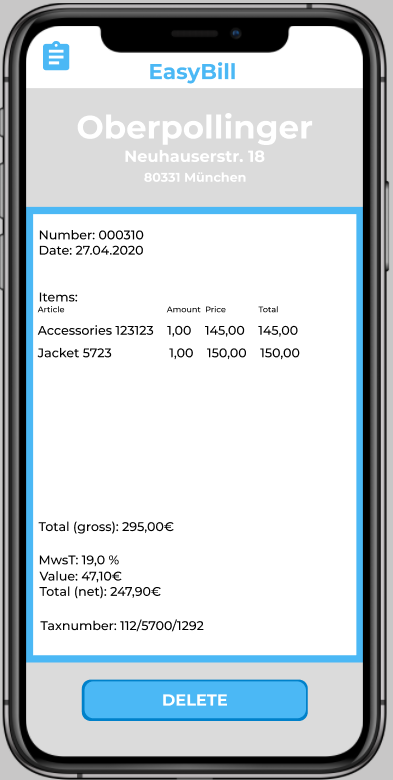 EasyBill
Oberpollinger
Neuhauserstr. 18
80331 München
Number: 000310
Date: 27.04.2020
Items:
Article Amount Price Total
Accessories 123123 1,00 145,00 145,00
Jacket 5723 1,00 150,00 150,00
Total (gross): 295,00€
MwsT: 19,0 %
Value: 47,10€
Total (net): 247,90€
Taxnumber: 112/5700/1292
DELETE